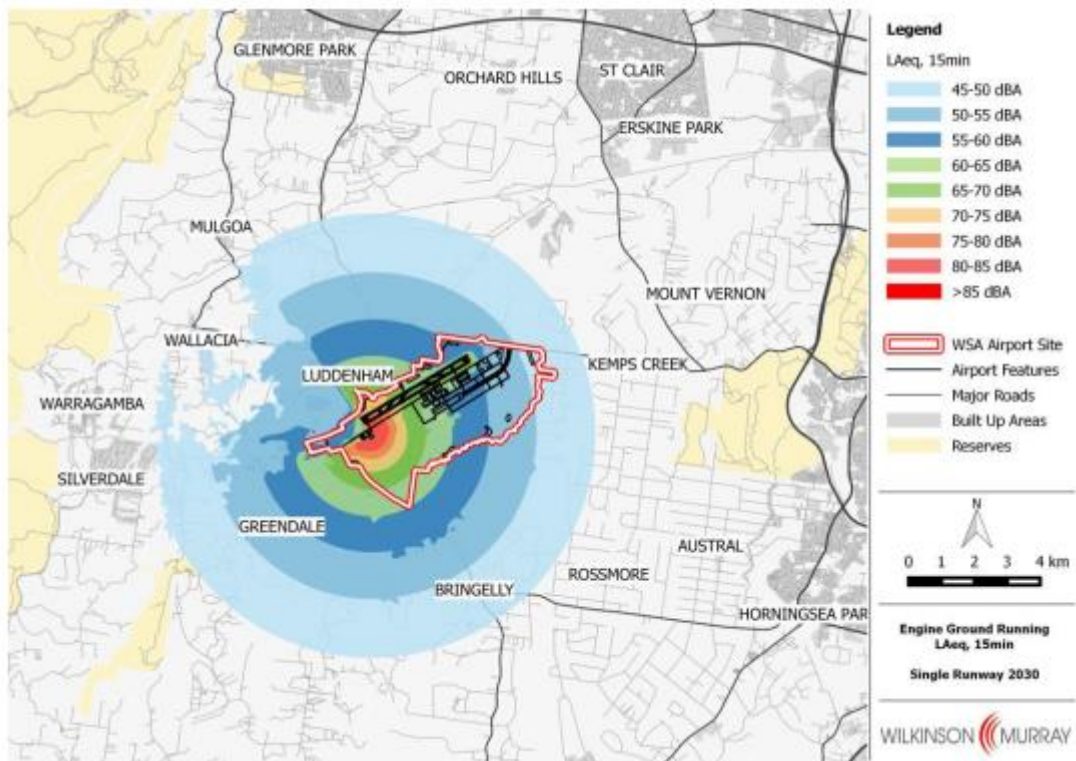 GLENMORE PARK
ORCHARD HILLS
ST CLAIR
ERSKINE PARK
MULGOA
MOUNT VERNON
WALLACIA
KEMPS CREEK
LUDDENHAM
WARRAGAMBA
SILVERDALE
GREENDALE
AUSTRAL
ROSSMORE
BRINGELLY
HORNINGSEA PAR
Legend
LAeq, 15min
45-50 dBA
50-55 dBA
55-60 dBA
60-65 dBA
65-70 dBA
70-75 dBA
75-80 dBA
80-85 dBA
>85 dBA
WSA Airport Site
Airport Features
Major Roads
Built Up Areas
Reserves
N
0 1 2 3 4 km
Engine Ground Running
LAeq, 15min
Single Runway 2030
WILKINSON MURRAY